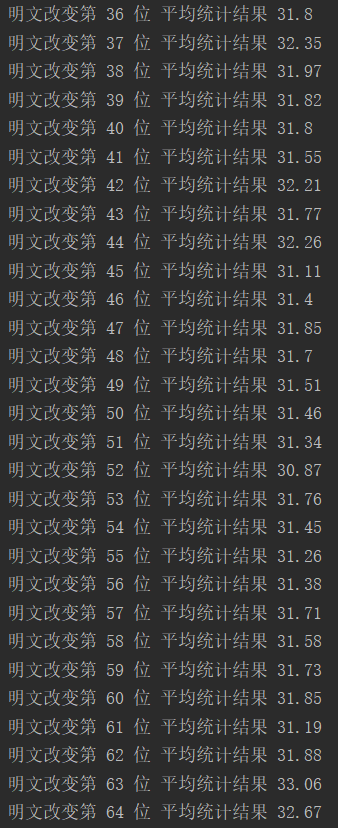 明文改变第 36 位 平均统计结果 31.8
明文改变第 37 位 平均统计结果 32.35
明文改变第 38 位 平均统计结果 31.97
明文改变第 39 位 平均统计结果 31.82
明文改变第 40 位 平均统计结果 31.8
明文改变第 41 位 平均统计结果 31.55
明文改变第 42 位 平均统计结果 32.21
明文改变第 43 位 平均统计结果 31.77
明文改变第 44 位 平均统计结果 32.26
明文改变第 45 位 平均统计结果 31.11
明文改变第 46 位 平均统计结果 31.4
明文改变第 47 位 平均统计结果 31.85
明文改变第 48 位 平均统计结果 31.7
明文改变第 49 位 平均统计结果 31.51
明文改变第 50 位 平均统计结果 31.46
明文改变第 51 位 平均统计结果 31.34
明文改变第 52 位 平均统计结果 30.87
明文改变第 53 位 平均统计结果 31.76
明文改变第 54 位 平均统计结果 31.45
明文改变第 55 位 平均统计结果 31.26
明文改变第 56 位 平均统计结果 31.38
明文改变第 57 位 平均统计结果 31.71
明文改变第 58 位 平均统计结果 31.58
明文改变第 59 位 平均统计结果 31.73
明文改变第 60 位 平均统计结果 31.85
明文改变第 61 位 平均统计结果 31.19
明文改变第 62 位 平均统计结果 31.88
明文改变第 63 位 平均统计结果 33.06
明文改变第 64 位 平均统计结果 32.67